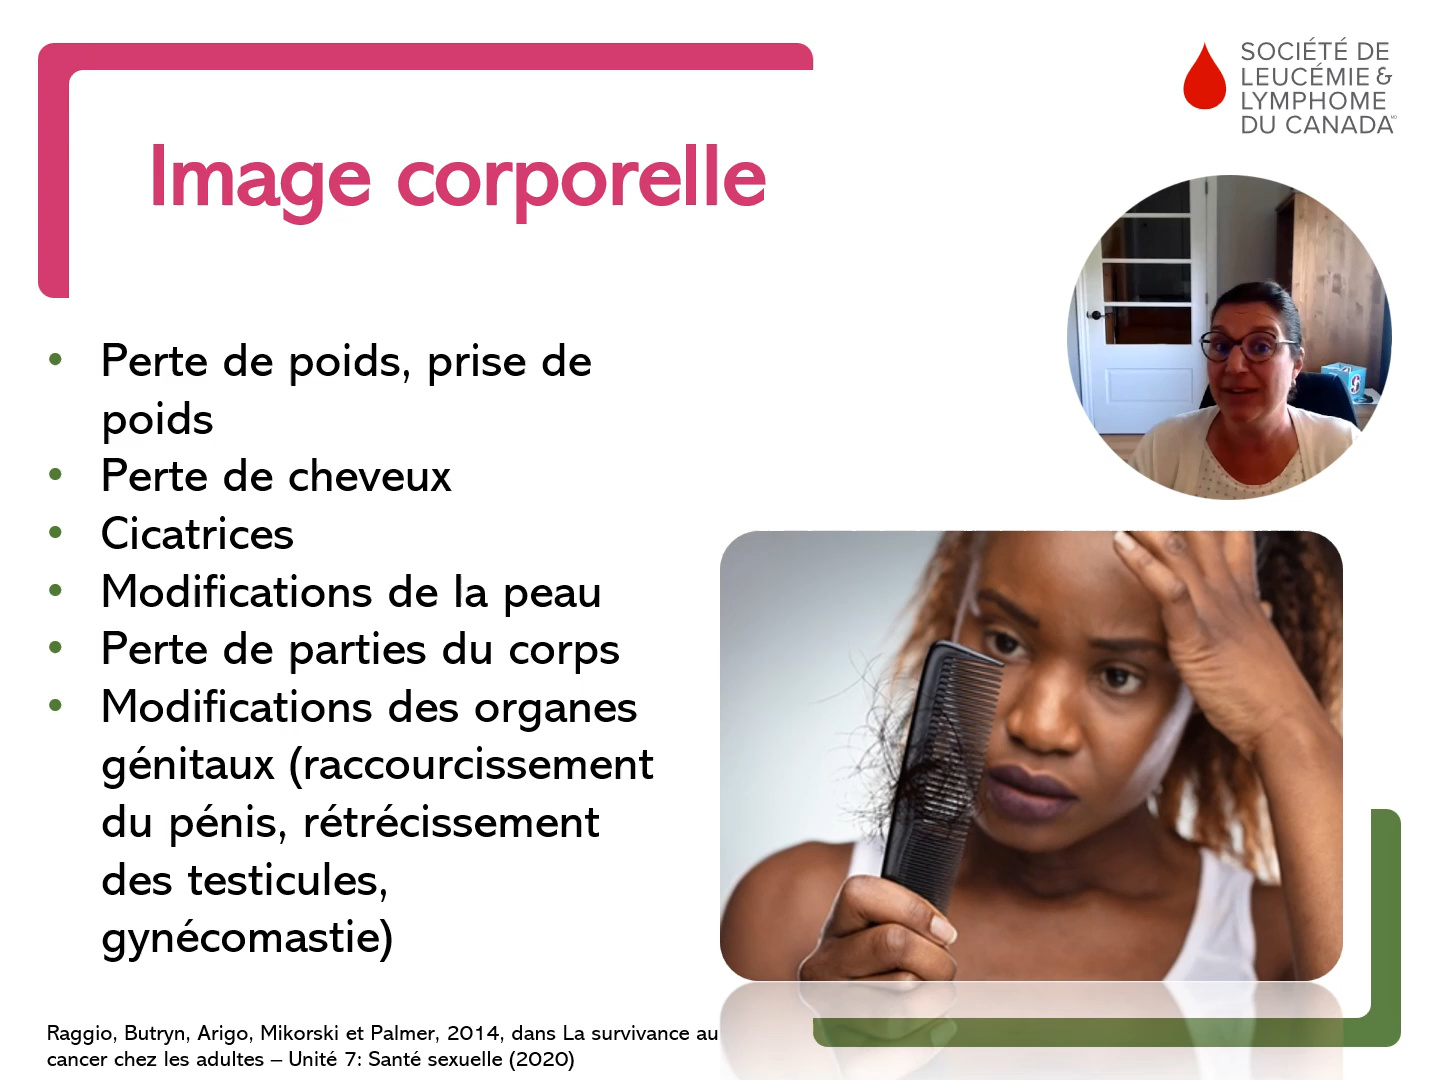 SOCIÉTÉ DE
LEUCÉMIE &
LYMPHOME
DU CANADA
Image corporelle
• Perte de poids, prise de
poids
• Perte de cheveux
• Cicatrices
• Modifications de la peau
• Perte de parties du corps
• Modifications des organes
génitaux (raccourcissement
du pénis, rétrécissement
des testicules,
gynécomastie)
Raggio, Butryn, Arigo, Mikorski et Palmer, 2014, dans La survivance au
cancer chez les adultes – Unité 7: Santé sexuelle (2020)